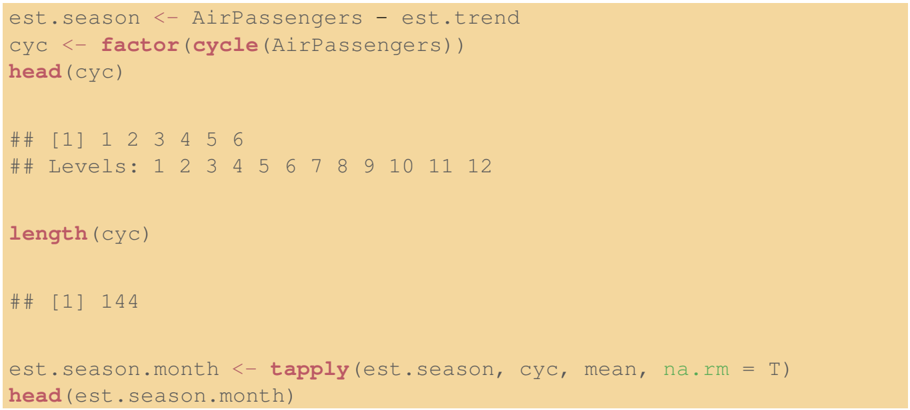 est.season <- AirPassengers - est.trend
cyc <- factor(cycle(AirPassengers))
head(cyc)
## [1] 1 2 3 4 5 6
## Levels: 1 2 3 4 5 6 7 8 9 10 11 12
length(cyc)
## [1] 144
est.season.month <- tapply(est.season, cyc, mean, na.rm = T)
head(est.season.month)